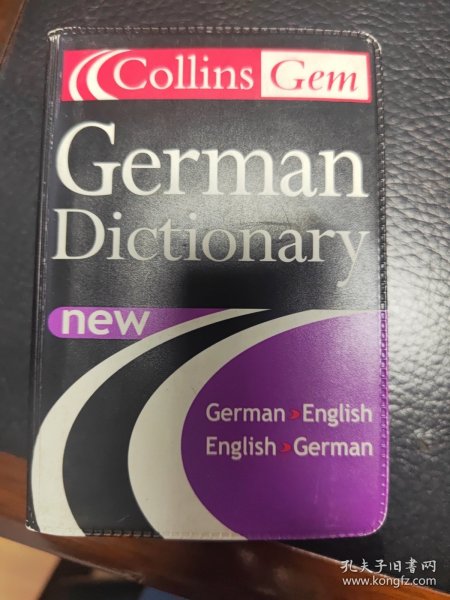 Collins Gem
German
Dictionary
new
German > English
English > German
孔夫子旧书网
www.kongfz.com